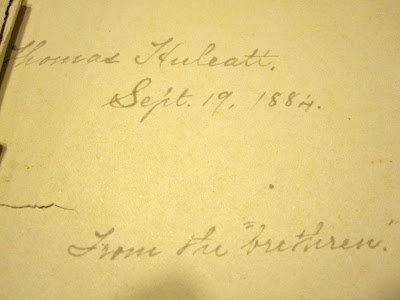 Thomas Huleatt.
Sept. 19, 1884.
From the "brethren."